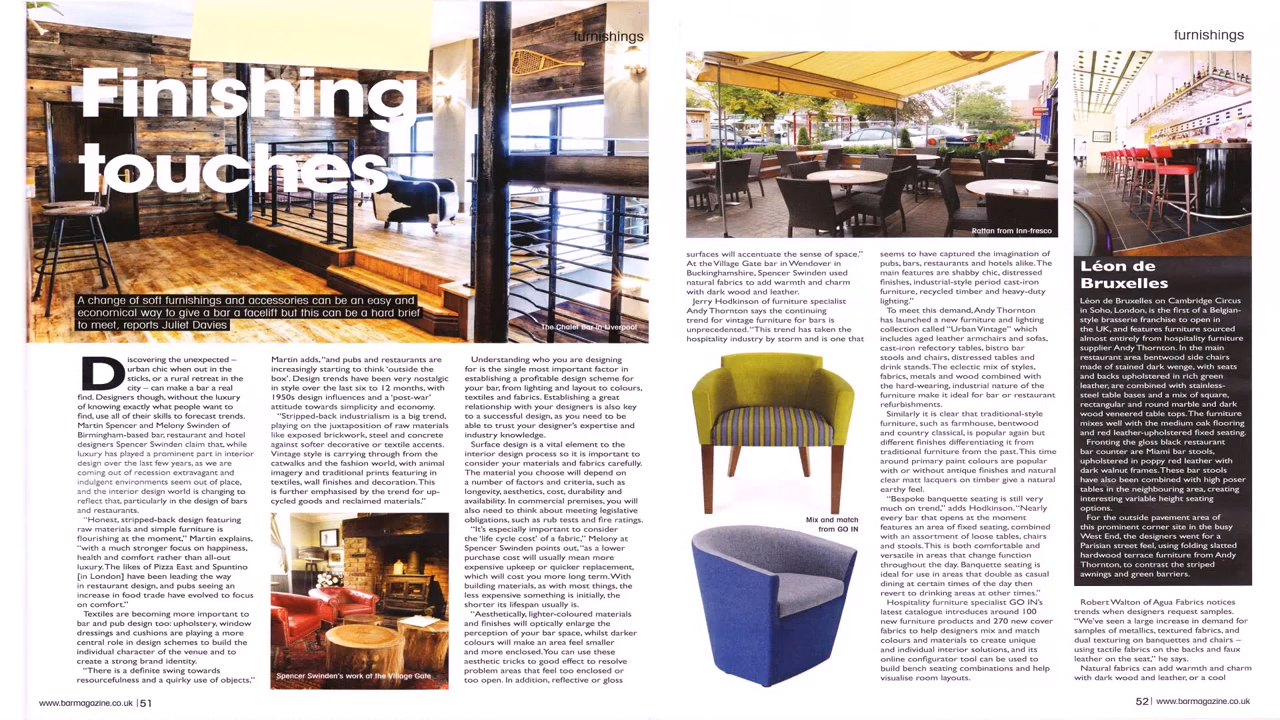 furnishings
Finishing
touches
A change of soft furnishings and accessories can be an easy and
economical way to give a bar a facelift but this can be a hard brief
to meet, reports Juliet Davies
The Chalet Bar in Liverpool
Discovering the unexpected –
urban chic when out in the
sticks, or a rural retreat in the
city – can make a bar a real
find. Designers though, without the luxury
of knowing exactly what people want to
find, use all of their skills to forecast trends.
Martin Spencer and Melony Swinden of
Birmingham-based bar, restaurant and hotel
designers Spencer Swinden claim that, while
luxury has played a prominent part in interior
design over the last few years, as we are
coming out of recession extravagant and
indulgent environments seem out of place,
and the interior design world is changing to
reflect that, particularly in the design of bars
and restaurants.
“Honest, stripped-back design featuring
raw materials and simple furniture is
flourishing at the moment,” Martin explains,
“with a much stronger focus on happiness,
health and comfort rather than all-out
luxury. The likes of Pizza East and Spuntino
[in London] have been leading the way
in restaurant design, and pubs seeing an
increase in food trade have evolved to focus
on comfort.”
Textiles are becoming more important to
bar and pub design too: upholstery, window
dressings and cushions are playing a more
central role in design schemes to build the
individual character of the venue and to
create a strong brand identity.
“There is a definite swing towards
resourcefulness and a quirky use of objects,”
Martin adds, “and pubs and restaurants are
increasingly starting to think ‘outside the
box’. Design trends have been very nostalgic
in style over the last six to 12 months, with
1950s design influences and a ‘post-war’
attitude towards simplicity and economy.
“Stripped-back industrialism is a big trend,
playing on the juxtaposition of raw materials
like exposed brickwork, steel and concrete
against softer decorative or textile accents.
Vintage style is carrying through from the
catwalks and the fashion world, with animal
imagery and traditional prints featuring in
textiles, wall finishes and decoration. This
is further emphasised by the trend for up-
cycled goods and reclaimed materials.”
Spencer Swinden's work at the Village Gate
Understanding who you are designing
for is the single most important factor in
establishing a profitable design scheme for
your bar, from lighting and layout to colours,
textiles and fabrics. Establishing a great
relationship with your designers is also key
to a successful design, as you need to be
able to trust your designer's expertise and
industry knowledge.
Surface design is a vital element to the
interior design process so it is important to
consider your materials and fabrics carefully.
The material you choose will depend on
a number of factors and criteria, such as
longevity, aesthetics, cost, durability and
availability. In commercial premises, you will
also need to think about meeting legislative
obligations, such as rub tests and fire ratings.
“It's especially important to consider
the ‘life cycle cost’ of a fabric,” Melony at
Spencer Swinden points out, “as a lower
purchase cost will usually mean more
expensive upkeep or quicker replacement,
which will cost you more long term. With
building materials, as with most things, the
less expensive something is initially, the
shorter its lifespan usually is.
“Aesthetically, lighter-coloured materials
and finishes will optically enlarge the
perception of your bar space, whilst darker
colours will make an area feel smaller
and more enclosed. You can use these
aesthetic tricks to good effect to resolve
problem areas that feel too enclosed or
too open. In addition, reflective or gloss
www.barmagazine.co.uk | 51
furnishings
Rattan from Inn-fresco
surfaces will accentuate the sense of space.”
At the Village Gate bar in Wendover in
Buckinghamshire, Spencer Swinden used
natural fabrics to add warmth and charm
with dark wood and leather.
Jerry Hodkinson of furniture specialist
Andy Thornton says the continuing
trend for vintage furniture for bars is
unprecedented. “This trend has taken the
hospitality industry by storm and is one that
Mix and match
from GO IN
seems to have captured the imagination of
pubs, bars, restaurants and hotels alike. The
main features are shabby chic, distressed
finishes, industrial-style period cast-iron
furniture, recycled timber and heavy-duty
lighting.”
To meet this demand, Andy Thornton
has launched a new furniture and lighting
collection called “Urban Vintage” which
includes aged leather armchairs and sofas,
cast-iron refectory tables, bistro bar
stools and chairs, distressed tables and
drink stands. The eclectic mix of styles,
fabrics, metals and wood combined with
the hard-wearing, industrial nature of the
furniture make it ideal for bar or restaurant
refurbishments.
Similarly it is clear that traditional-style
furniture, such as farmhouse, bentwood
and country classical, is popular again but
different finishes differentiating it from
traditional furniture from the past. This time
around primary paint colours are popular
with or without antique finishes and natural
clear matt lacquers on timber give a natural
earthy feel.
“Bespoke banquette seating is still very
much on trend,” adds Hodkinson. “Nearly
every bar that opens at the moment
features an area of fixed seating, combined
with an assortment of loose tables, chairs
and stools. This is both comfortable and
versatile in areas that change function
throughout the day. Banquette seating is
ideal for use in areas that double as casual
dining at certain times of the day then
revert to drinking areas at other times.”
Hospitality furniture specialist GO IN's
latest catalogue introduces around 100
new furniture products and 270 new cover
fabrics to help designers mix and match
colours and materials to create unique
and individual interior solutions, and its
online configurator tool can be used to
build bench seating combinations and help
visualise room layouts.
Léon de
Bruxelles
Léon de Bruxelles on Cambridge Circus
in Soho, London, is the first of a Belgian-
style brasserie franchise to open in
the UK, and features furniture sourced
almost entirely from hospitality furniture
supplier Andy Thornton. In the main
restaurant area bentwood side chairs
made of stained dark wenge, with seats
and backs upholstered in rich green
leather, are combined with stainless-
steel table bases and a mix of square,
rectangular and round marble and dark
wood veneered table tops. The furniture
mixes well with the medium oak flooring
and red leather-upholstered fixed seating.
Fronting the gloss black restaurant
bar counter are Miami bar stools,
upholstered in poppy red leather with
dark walnut frames. These bar stools
have also been combined with high poser
tables in the neighbouring area, creating
interesting variable height seating
options.
For the outside pavement area of
this prominent corner site in the busy
West End, the designers went for a
Parisian street feel, using folding slatted
hardwood terrace furniture from Andy
Thornton, to contrast the striped
awnings and green barriers.
Robert Walton of Agua Fabrics notices
trends when designers request samples.
“We've seen a large increase in demand for
samples of metallics, textured fabrics, and
dual texturing on banquettes and chairs –
using tactile fabrics on the backs and faux
leather on the seat,” he says.
Natural fabrics can add warmth and charm
with dark wood and leather, or a cool
52 | www.barmagazine.co.uk